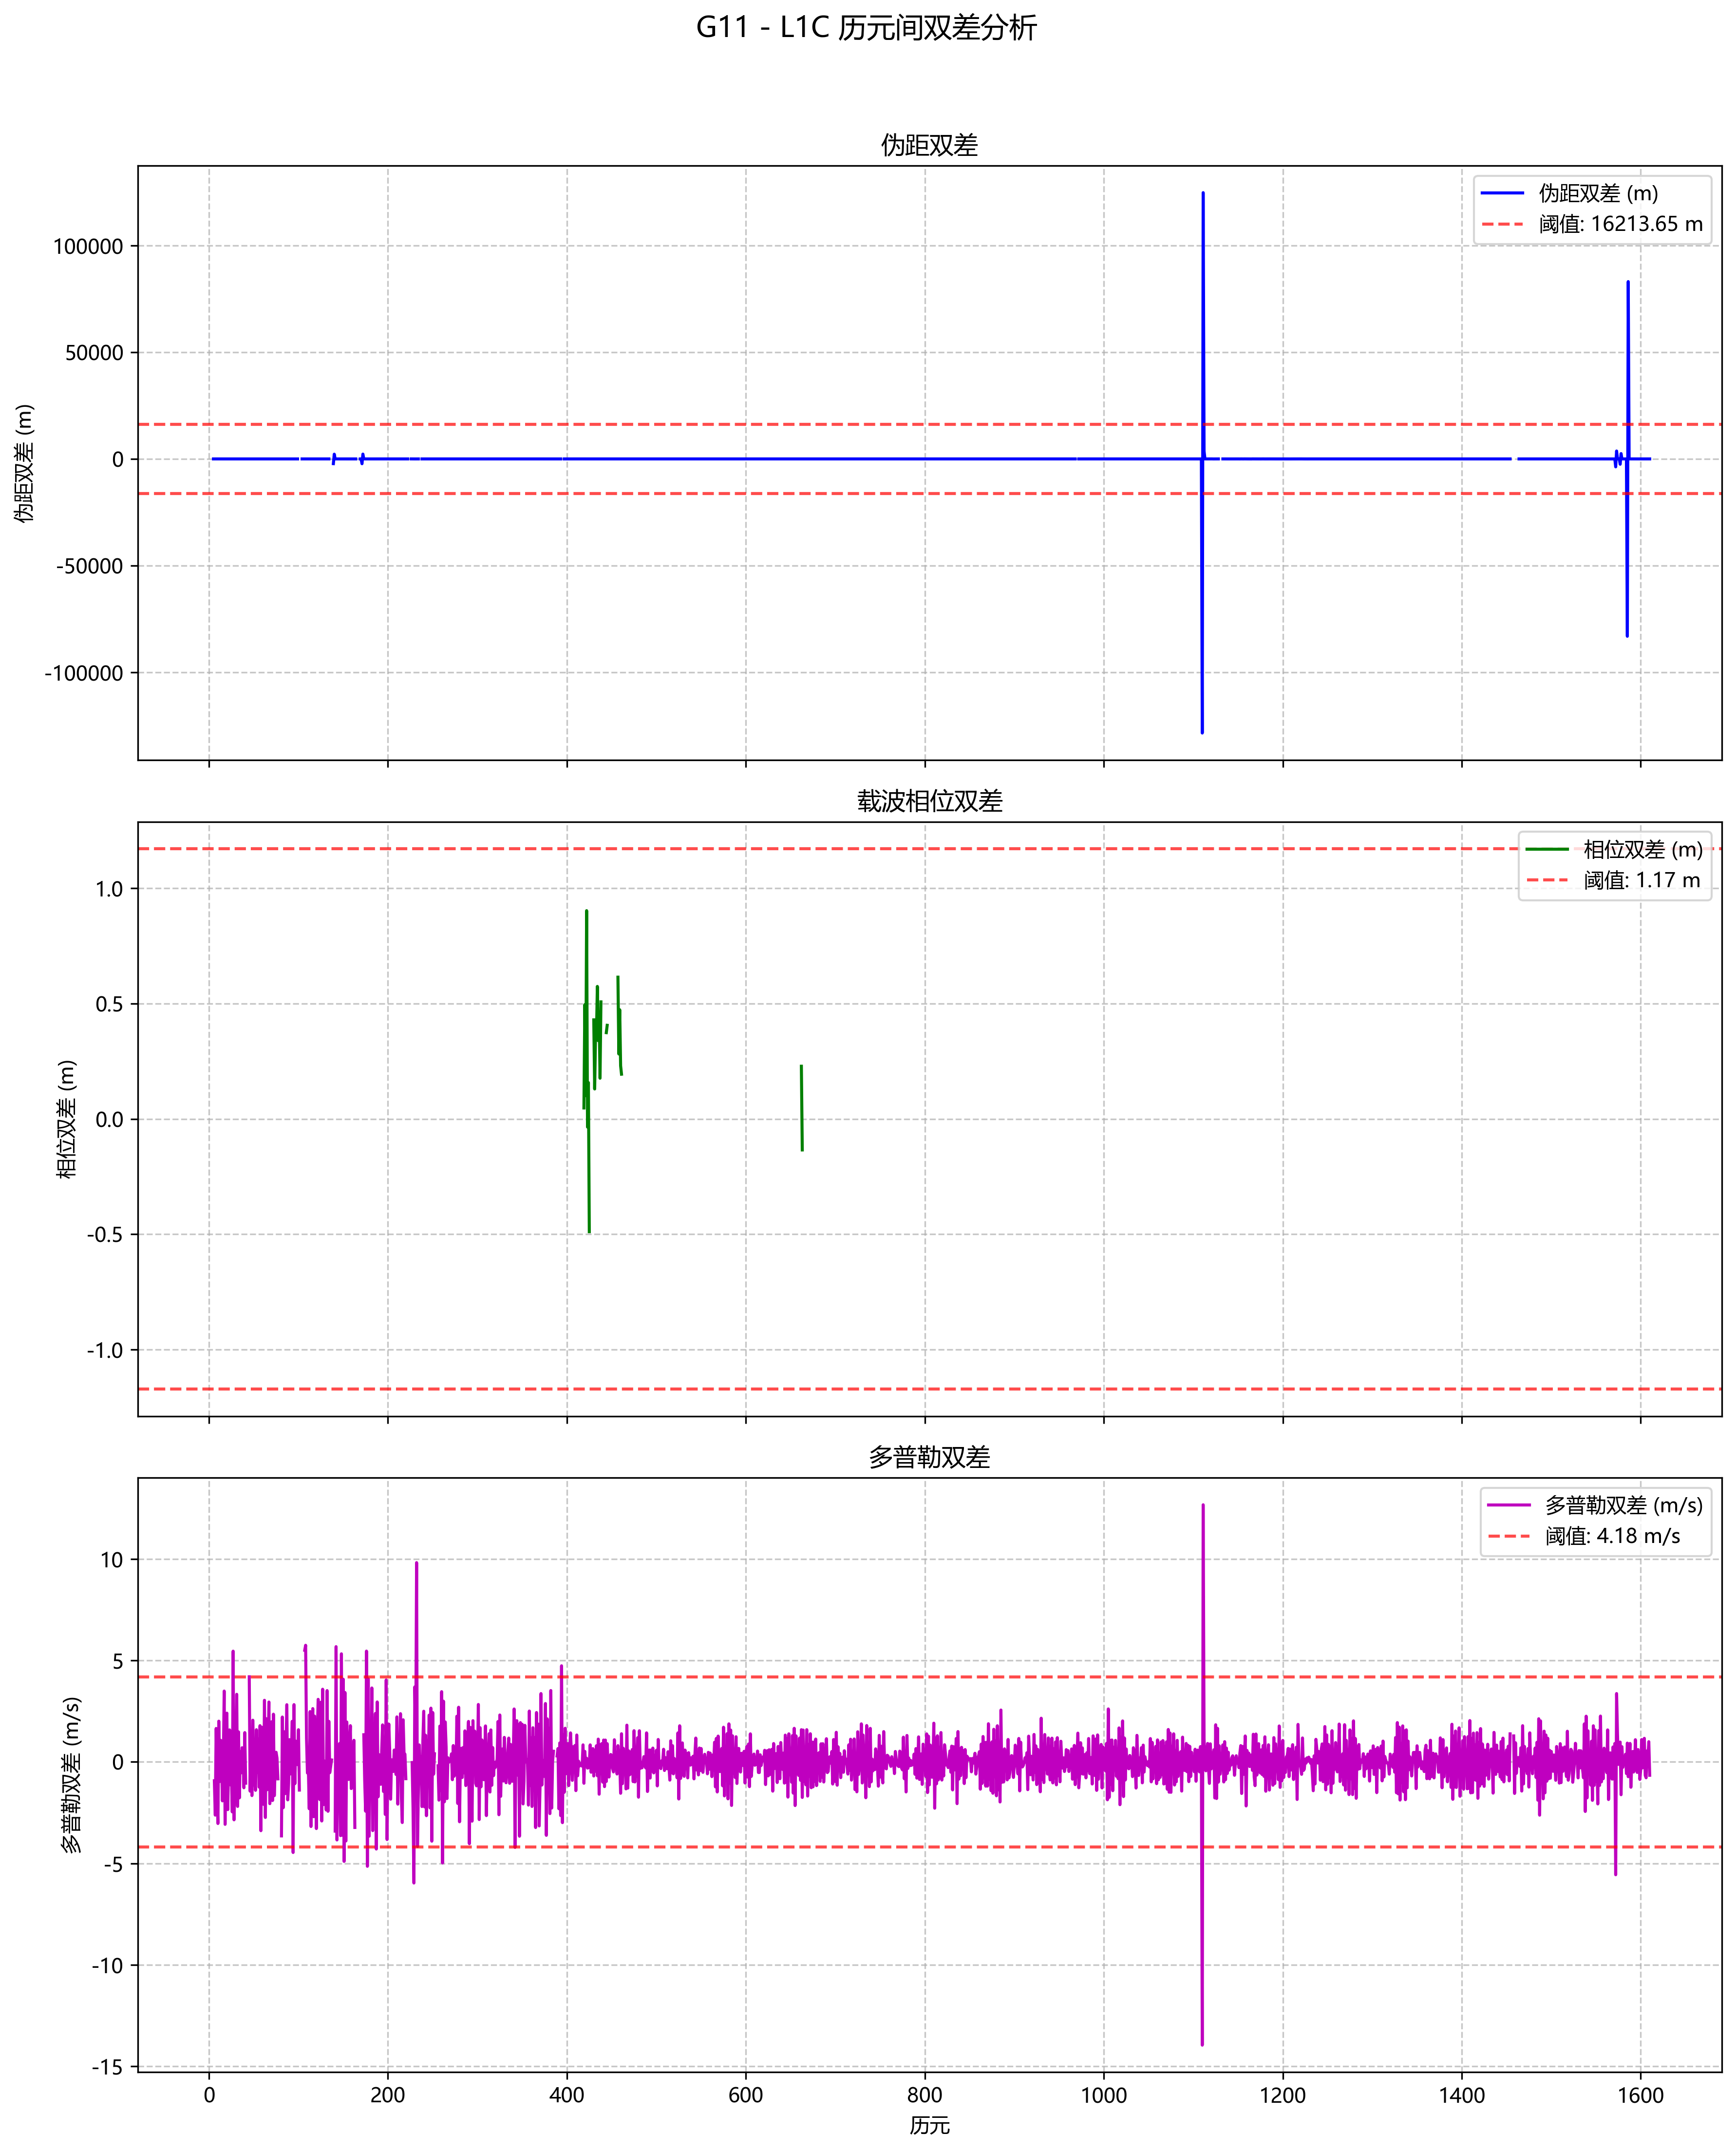 G11 - L1C 历元间双差分析
伪距双差
伪距双差 (m)
阈值: 16213.65 m
100000
50000
0
-50000
-100000
伪距双差 (m)
载波相位双差
相位双差 (m)
阈值: 1.17 m
1.0
0.5
0.0
-0.5
-1.0
相位双差 (m)
多普勒双差
多普勒双差 (m/s)
阈值: 4.18 m/s
10
5
0
-5
-10
-15
多普勒双差 (m/s)
0 200 400 600 800 1000 1200 1400 1600
历元